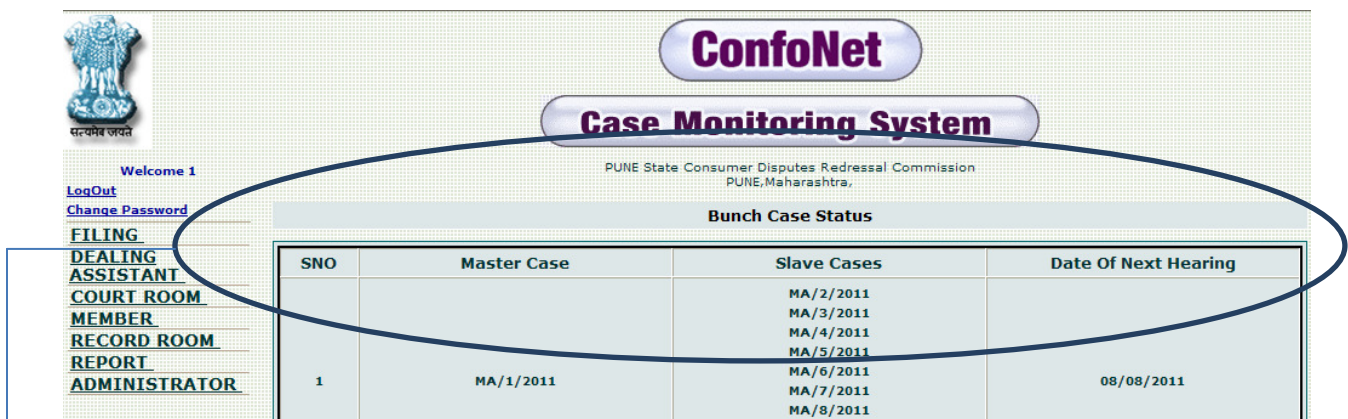 सत्यमेव जयते
ConfoNet
Case Monitoring System
PUNE State Consumer Disputes Redressal Commission
PUNE,Maharashtra,
Welcome 1
LogOut
Change Password
FILING
DEALING
ASSISTANT
COURT ROOM
MEMBER
RECORD ROOM
REPORT
ADMINISTRATOR
Bunch Case Status
SNO Master Case Slave Cases Date Of Next Hearing
MA/2/2011
MA/3/2011
MA/4/2011
MA/5/2011
MA/6/2011
1 MA/1/2011 08/08/2011
MA/7/2011
MA/8/2011